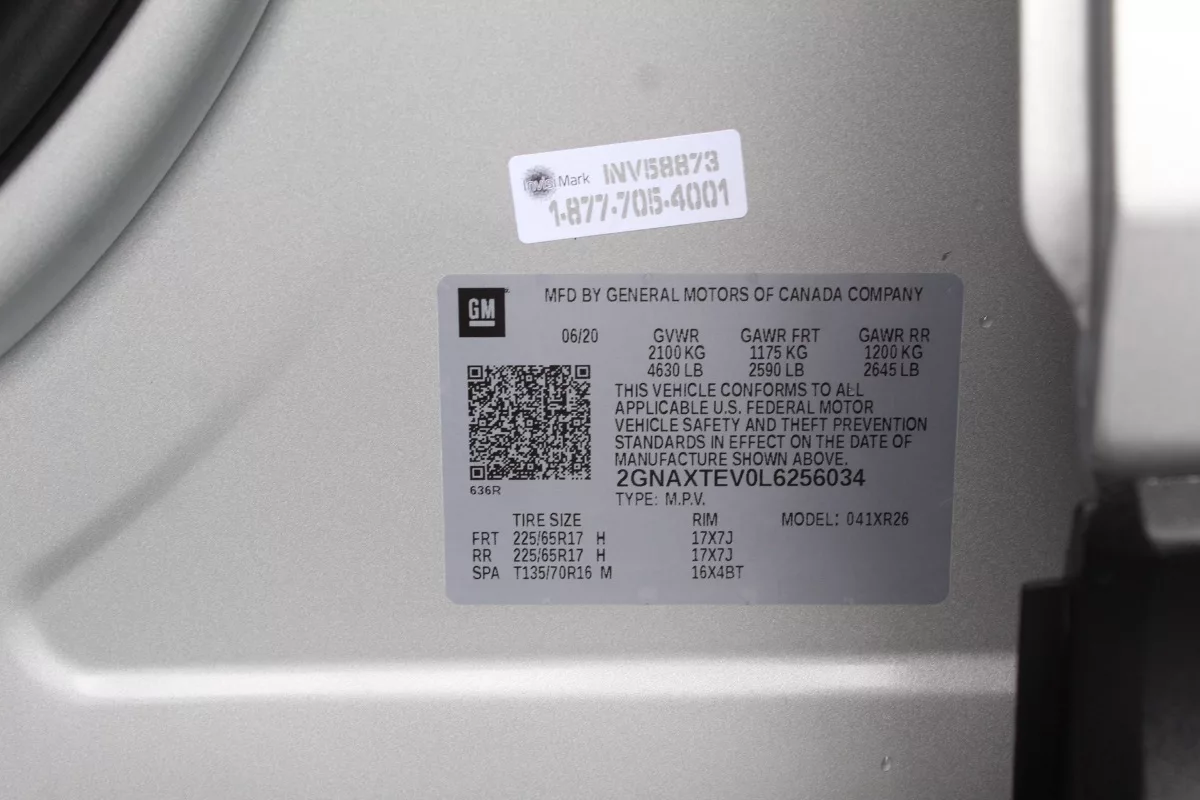 InvisiMark INV58873
1-877-705-4001
GM MFD BY GENERAL MOTORS OF CANADA COMPANY
06/20 GVWR GAWR FRT GAWR RR
2100 KG 1175 KG 1200 KG
4630 LB 2590 LB 2645 LB
THIS VEHICLE CONFORMS TO ALL
APPLICABLE U.S. FEDERAL MOTOR
VEHICLE SAFETY AND THEFT PREVENTION
STANDARDS IN EFFECT ON THE DATE OF
MANUFACTURE SHOWN ABOVE.
2GNAXTEV0L6256034
636R
TYPE: M.P.V.
TIRE SIZE RIM MODEL: 041XR26
FRT 225/65R17 H 17X7J
RR 225/65R17 H 17X7J
SPA T135/70R16 M 16X4BT